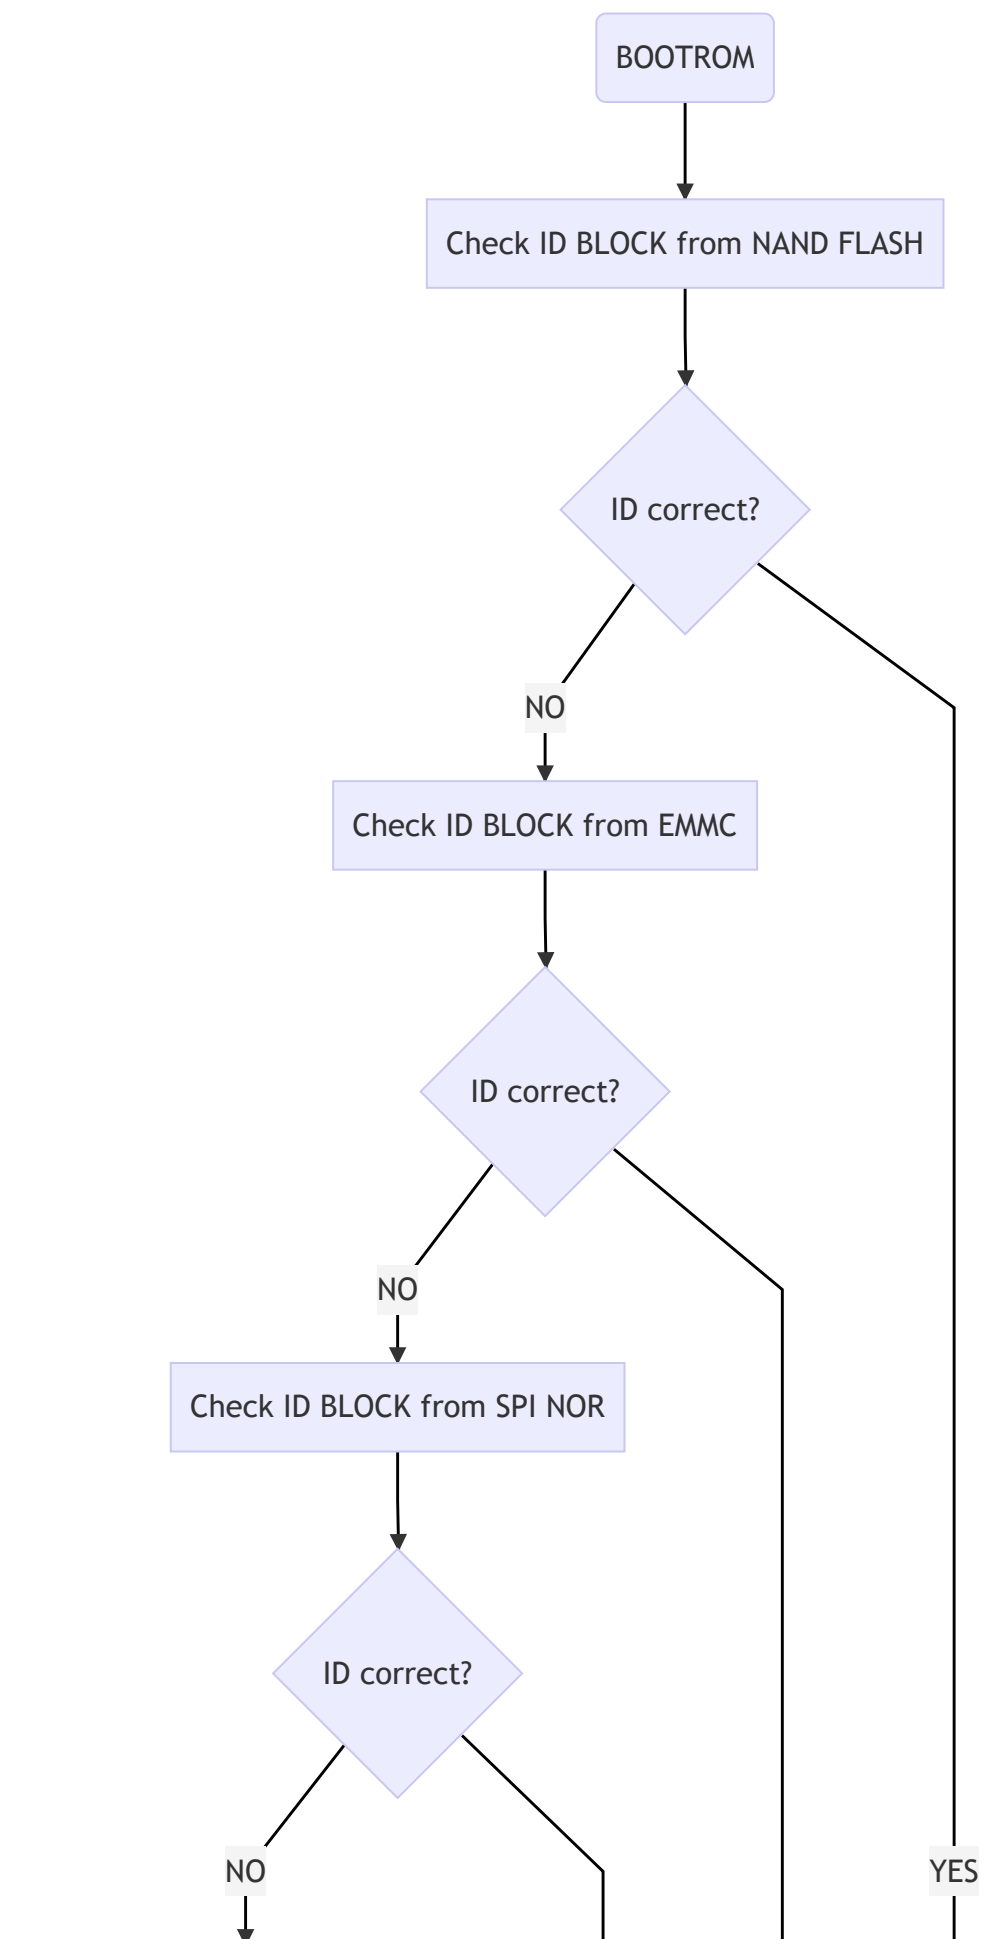 BOOTROM
Check ID BLOCK from NAND FLASH
ID correct?
NO
Check ID BLOCK from EMMC
ID correct?
NO
Check ID BLOCK from SPI NOR
ID correct?
NO
YES